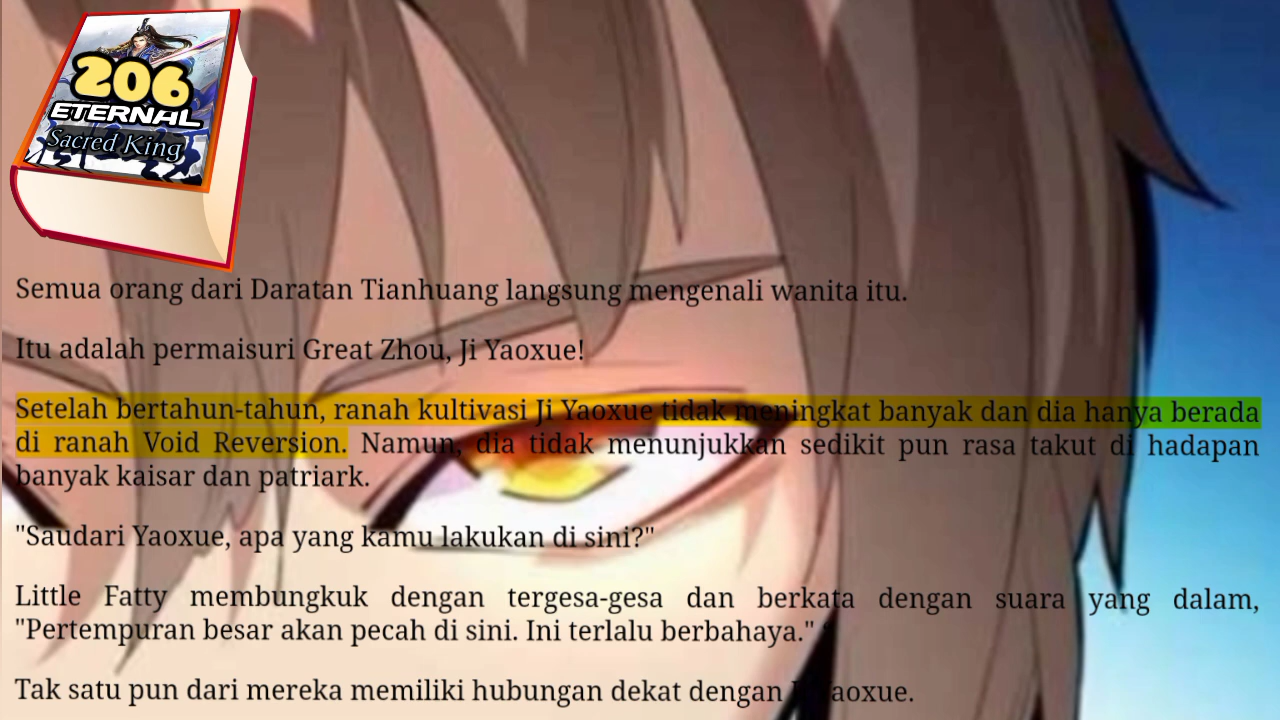 206
ETERNAL
Sacred King
Semua orang dari Daratan Tianhuang langsung mengenali wanita itu.
Itu adalah permaisuri Great Zhou, Ji Yaoxue!
Setelah bertahun-tahun, ranah kultivasi Ji Yaoxue tidak meningkat banyak dan dia hanya berada
di ranah Void Reversion. Namun, dia tidak menunjukkan sedikit pun rasa takut di hadapan
banyak kaisar dan patriark.
"Saudari Yaoxue, apa yang kamu lakukan di sini?"
Little Fatty membungkuk dengan tergesa-gesa dan berkata dengan suara yang dalam,
"Pertempuran besar akan pecah di sini. Ini terlalu berbahaya."
Tak satu pun dari mereka memiliki hubungan dekat dengan Ji Yaoxue.